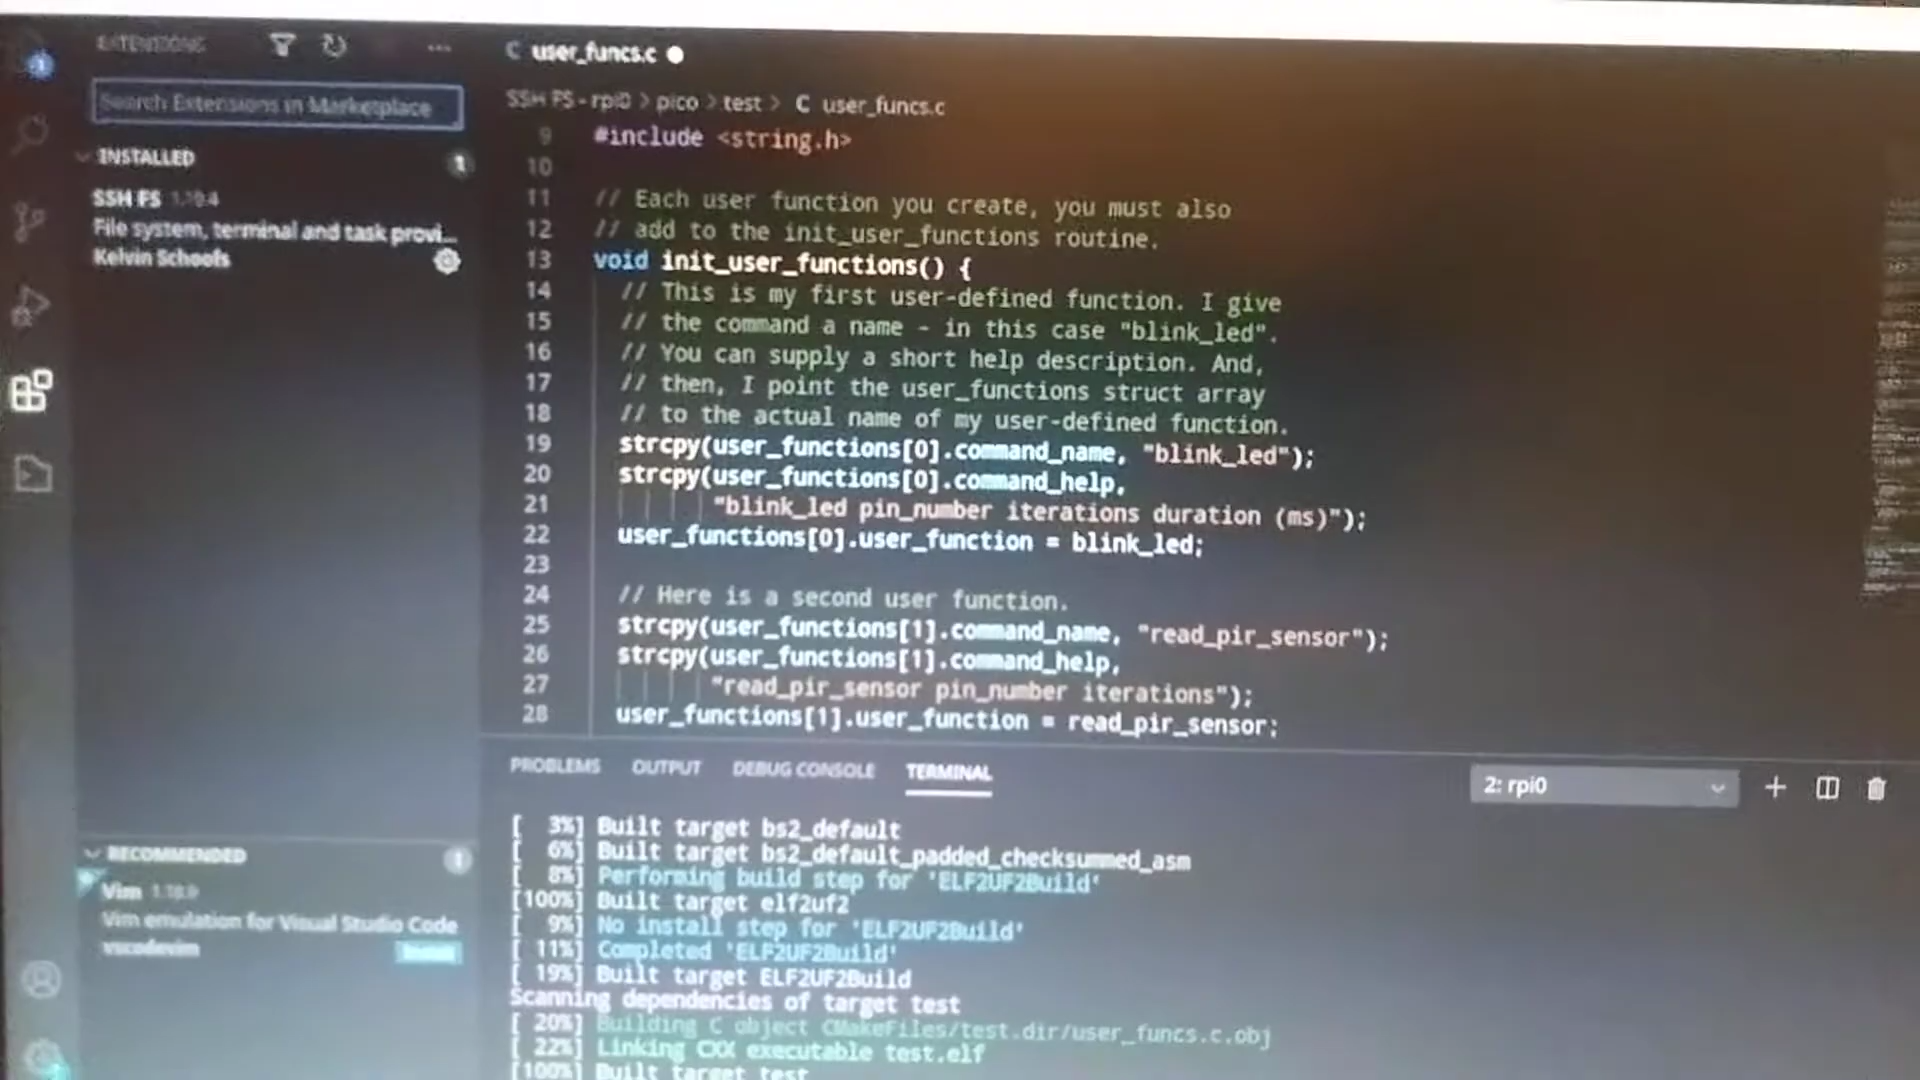 EXTENSIONS
Search Extensions in Marketplace
INSTALLED
1
SSH FS 1.19.4
File system, terminal and task provi...
Kelvin Schoofs
RECOMMENDED
1
Vim
Vim emulation for Visual Studio Code
vscodevim
Install
C user_funcs.c
SSH FS - rpi0 > pico > test > C user_funcs.c
9 #include <string.h>
10
11 // Each user function you create, you must also
12 // add to the init_user_functions routine.
13 void init_user_functions() {
14 // This is my first user-defined function. I give
15 // the command a name - in this case "blink_led".
16 // You can supply a short help description. And,
17 // then, I point the user_functions struct array
18 // to the actual name of my user-defined function.
19 strcpy(user_functions[0].command_name, "blink_led");
20 strcpy(user_functions[0].command_help,
21 "blink_led pin_number iterations duration (ms)");
22 user_functions[0].user_function = blink_led;
23
24 // Here is a second user function.
25 strcpy(user_functions[1].command_name, "read_pir_sensor");
26 strcpy(user_functions[1].command_help,
27 "read_pir_sensor pin_number iterations");
28 user_functions[1].user_function = read_pir_sensor;
PROBLEMS OUTPUT DEBUG CONSOLE TERMINAL
2: rpi0
[ 3%] Built target bs2_default
[ 6%] Built target bs2_default_padded_checksummed_asm
[ 8%] Performing build step for 'ELF2UF2Build'
[100%] Built target elf2uf2
[ 9%] No install step for 'ELF2UF2Build'
[ 11%] Completed 'ELF2UF2Build'
[ 19%] Built target ELF2UF2Build
Scanning dependencies of target test
[ 20%] Building C object CMakeFiles/test.dir/user_funcs.c.obj
[ 22%] Linking CXX executable test.elf
[100%] Built target test